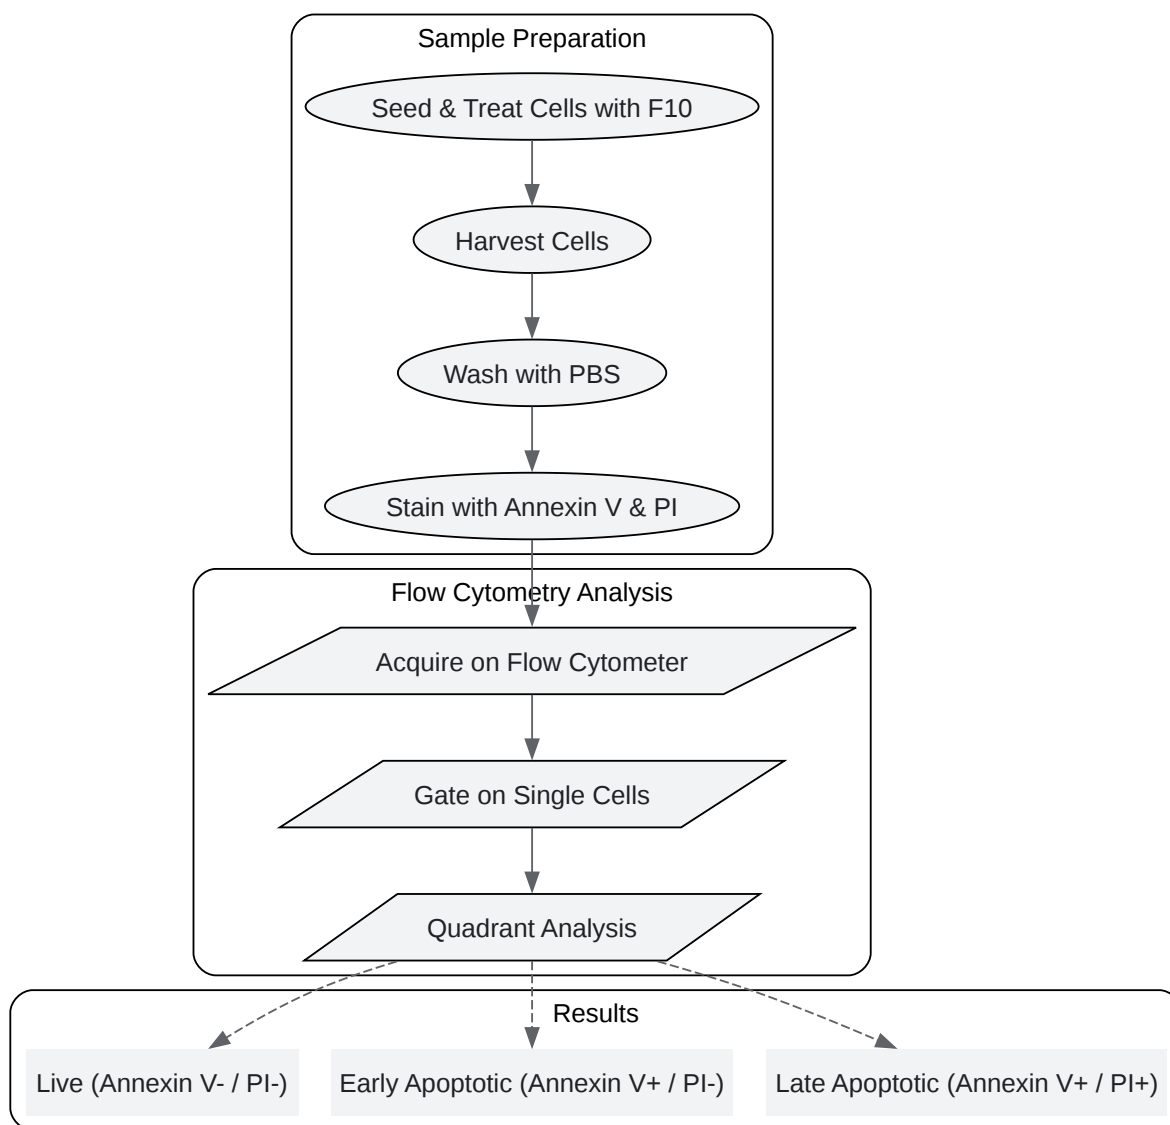 Sample Preparation
Seed & Treat Cells with F10
Harvest Cells
Wash with PBS
Stain with Annexin V & PI
Flow Cytometry Analysis
Acquire on Flow Cytometer
Gate on Single Cells
Quadrant Analysis
Results
Live (Annexin V- / PI-)
Early Apoptotic (Annexin V+ / PI-)
Late Apoptotic (Annexin V+ / PI+)